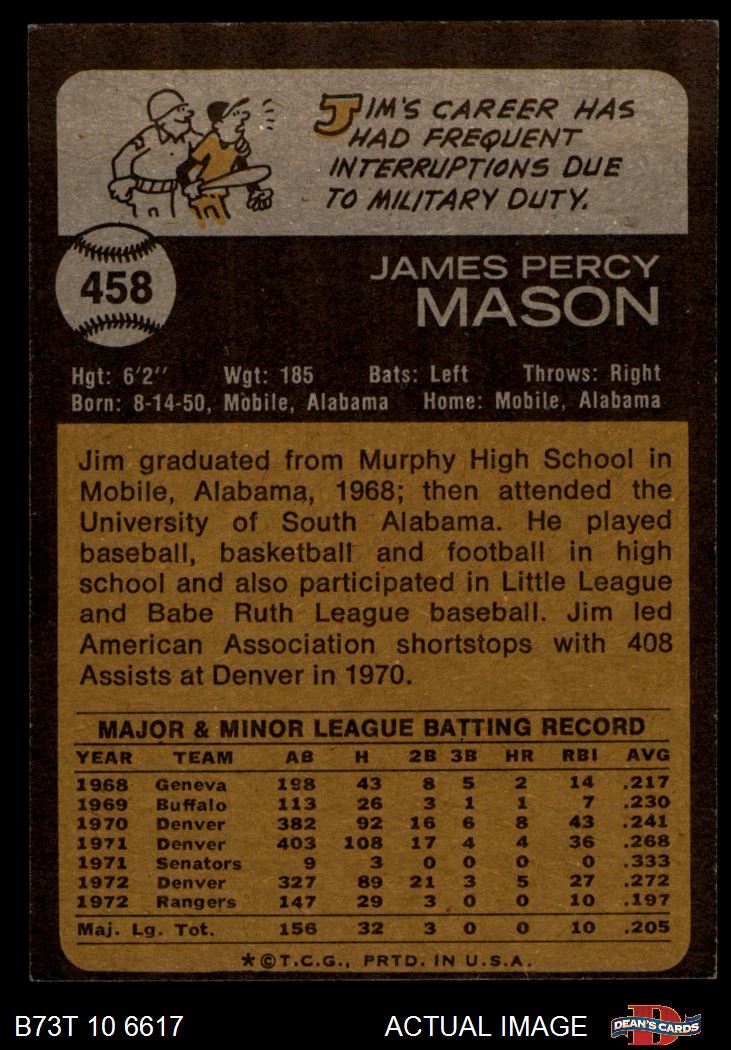 JIM'S CAREER HAS
HAD FREQUENT
INTERRUPTIONS DUE
TO MILITARY DUTY.
458
JAMES PERCY
MASON
Hgt: 6'2" Wgt: 185 Bats: Left Throws: Right
Born: 8-14-50, Mobile, Alabama Home: Mobile, Alabama
Jim graduated from Murphy High School in
Mobile, Alabama, 1968; then attended the
University of South Alabama. He played
baseball, basketball and football in high
school and also participated in Little League
and Babe Ruth League baseball. Jim led
American Association shortstops with 408
Assists at Denver in 1970.
MAJOR & MINOR LEAGUE BATTING RECORD
YEAR TEAM AB H 2B 3B HR RBI AVG
1968 Geneva 198 43 8 5 2 14 .217
1969 Buffalo 113 26 3 1 1 7 .230
1970 Denver 382 92 16 6 8 43 .241
1971 Denver 403 108 17 4 4 36 .268
1971 Senators 9 3 0 0 0 0 .333
1972 Denver 327 89 21 3 5 27 .272
1972 Rangers 147 29 3 0 0 10 .197
Maj. Lg. Tot. 156 32 3 0 0 10 .205
*©T.C.G., PRTD. IN U.S.A.
B73T 10 6617 ACTUAL IMAGE D DEAN'S CARDS